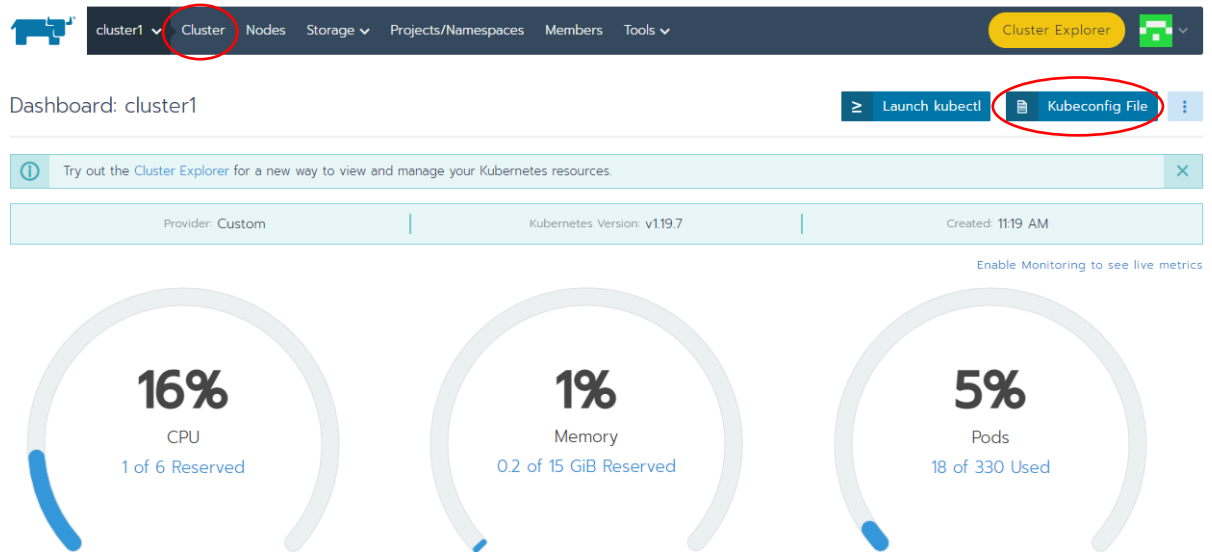 cluster1 Cluster Nodes Storage Projects/Namespaces Members Tools Cluster Explorer
Dashboard: cluster1 Launch kubectl Kubeconfig File
Try out the Cluster Explorer for a new way to view and manage your Kubernetes resources.
Provider: Custom Kubernetes Version: v1.19.7 Created: 11:19 AM
Enable Monitoring to see live metrics
16% 1% 5%
CPU Memory Pods
1 of 6 Reserved 0.2 of 15 GiB Reserved 18 of 330 Used